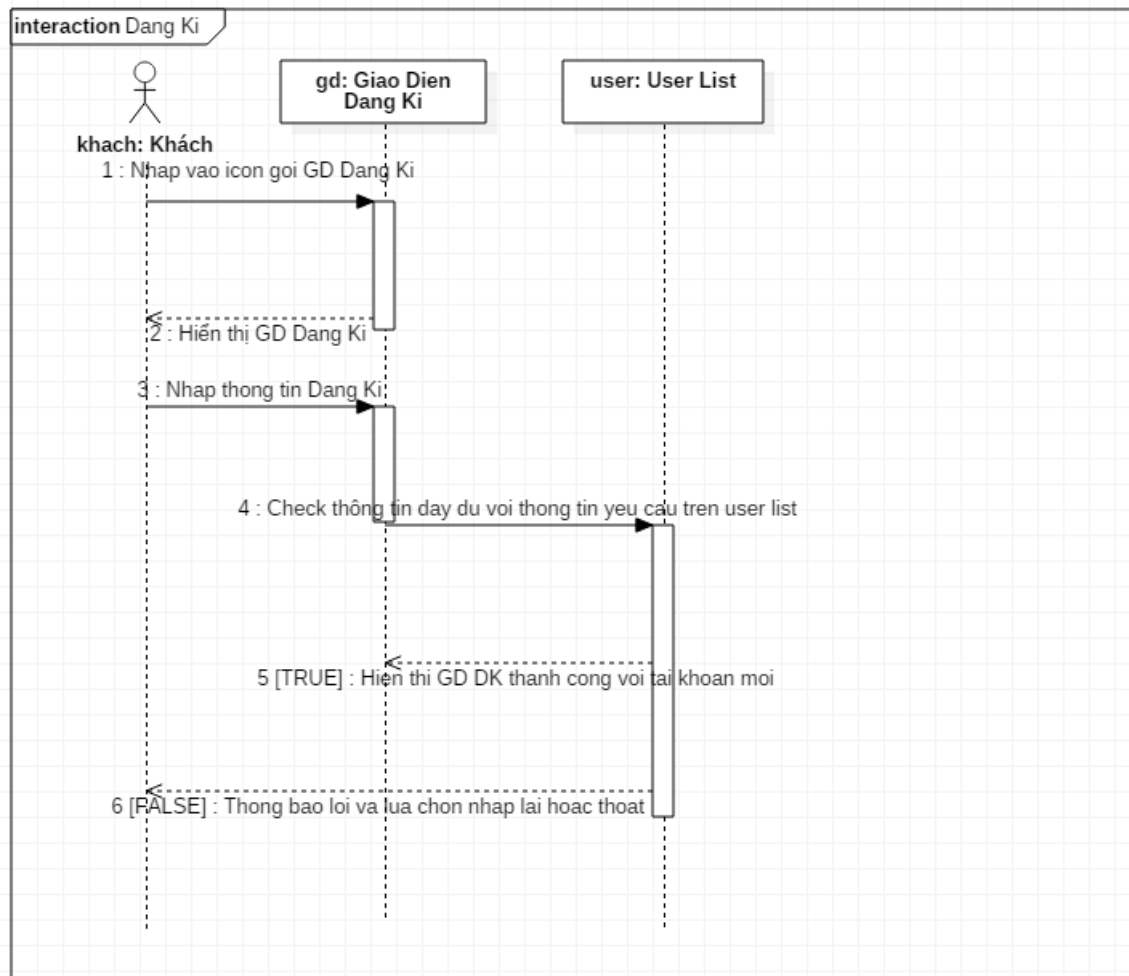 interaction Dang Ki
gd: Giao Dien
Dang Ki
user: User List
khach: Khách
1 : Nhap vao icon goi GD Dang Ki
2 : Hiển thị GD Dang Ki
3 : Nhap thong tin Dang Ki
4 : Check thông tin day du voi thong tin yeu cau tren user list
5 [TRUE] : Hien thi GD DK thanh cong voi tai khoan moi
6 [FALSE] : Thong bao loi va lua chon nhap lai hoac thoat